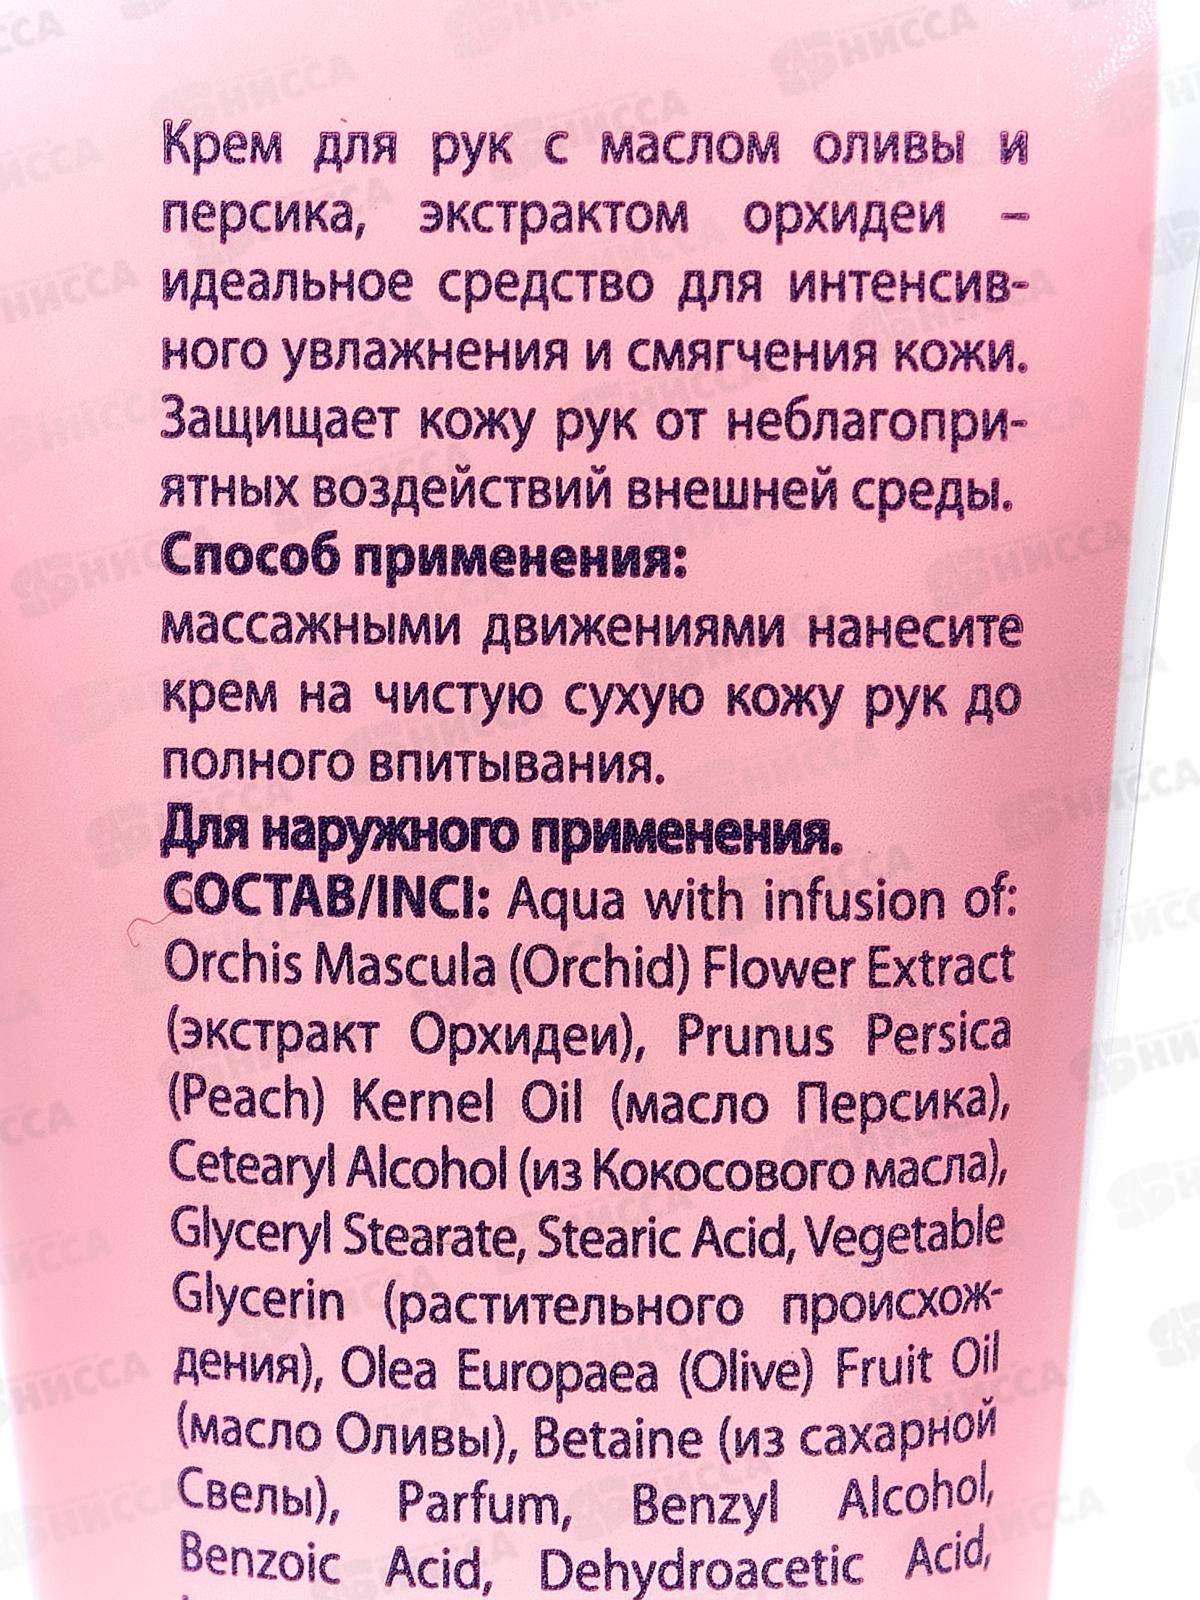 Крем для рук с маслом оливы и
персика, экстрактом орхидеи –
идеальное средство для интенсив-
ного увлажнения и смягчения кожи.
Защищает кожу рук от неблагопри-
ятных воздействий внешней среды.
Способ применения:
массажными движениями нанесите
крем на чистую сухую кожу рук до
полного впитывания.
Для наружного применения.
СОСТАВ/INCI: Aqua with infusion of:
Orchis Mascula (Orchid) Flower Extract
(экстракт Орхидеи), Prunus Persica
(Peach) Kernel Oil (масло Персика),
Cetearyl Alcohol (из Кокосового масла),
Glyceryl Stearate, Stearic Acid, Vegetable
Glycerin (растительного происхож-
дения), Olea Europaea (Olive) Fruit Oil
(масло Оливы), Betaine (из сахарной
Свелы), Parfum, Benzyl Alcohol,
Benzoic Acid, Dehydroacetic Acid,